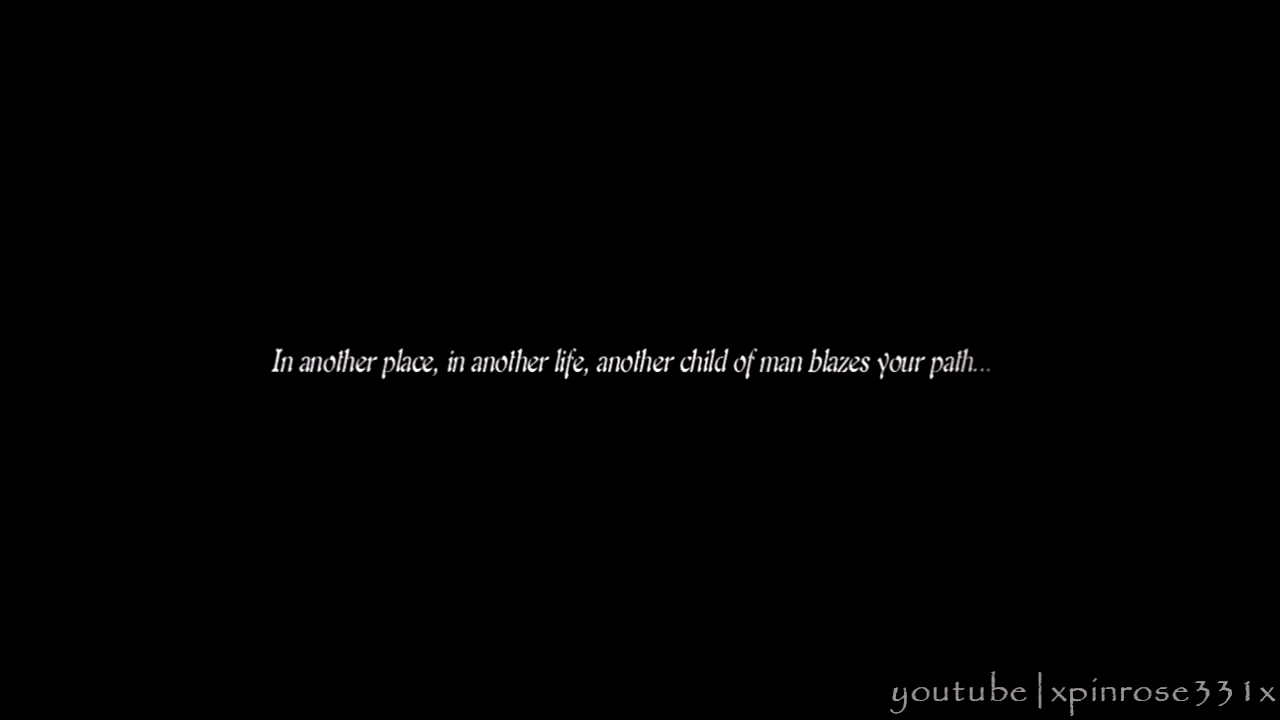 In another place, in another life, another child of man blazes your path...
youtube|xpinrose331x